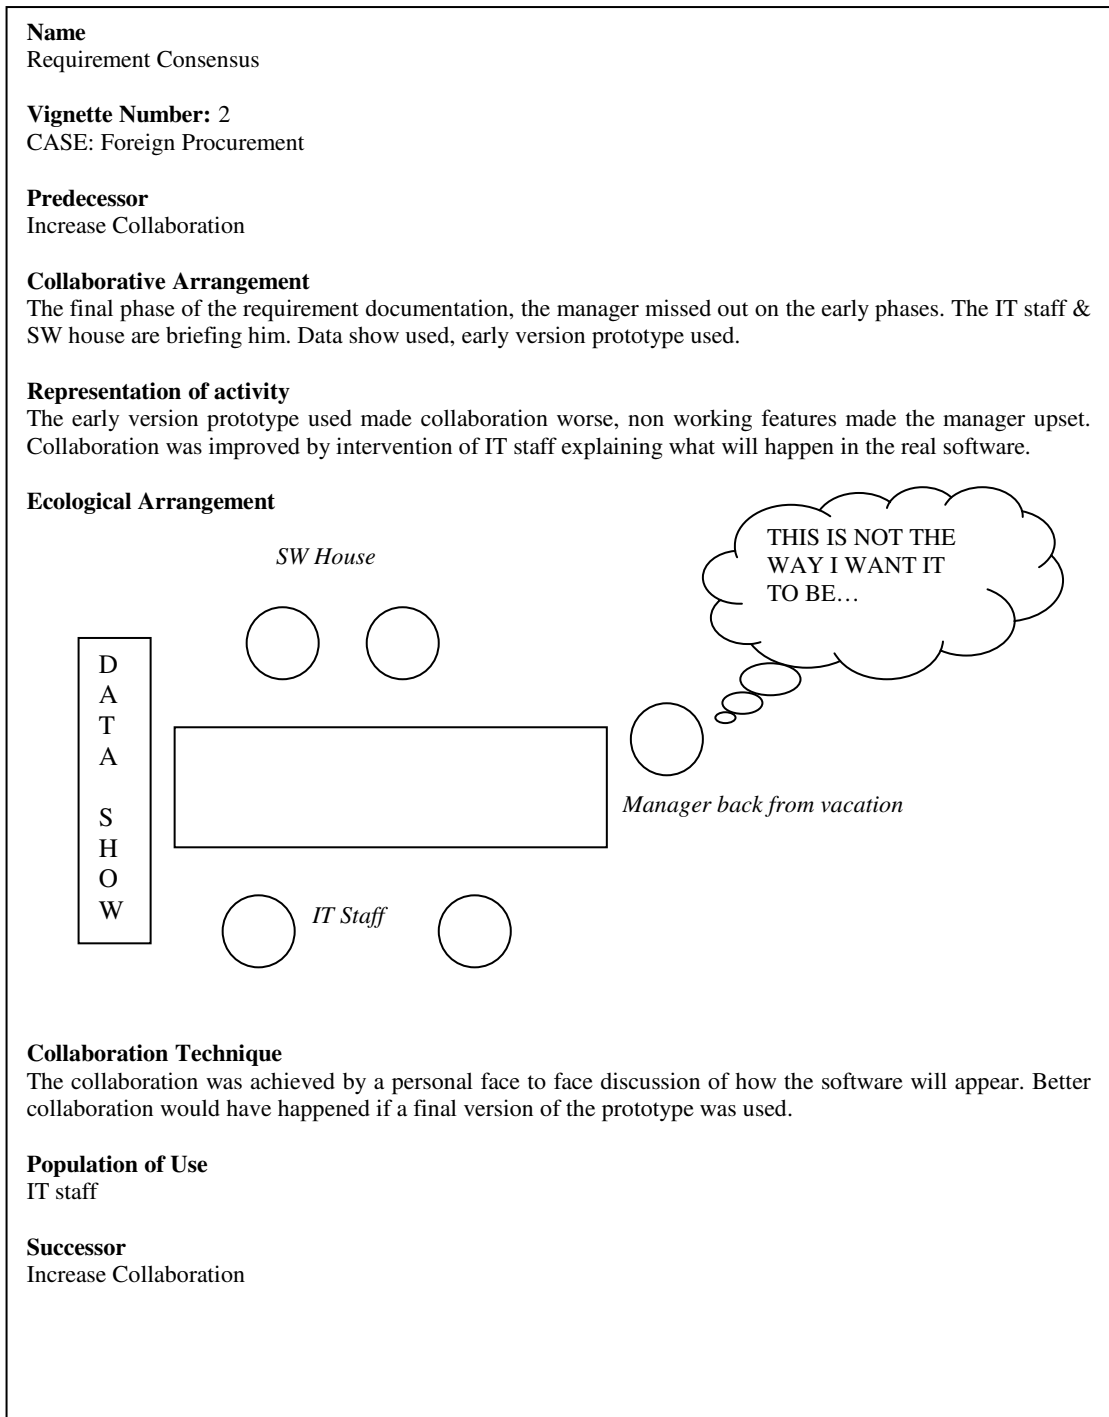 Name
Requirement Consensus
Vignette Number: 2
CASE: Foreign Procurement
Predecessor
Increase Collaboration
Collaborative Arrangement
The final phase of the requirement documentation, the manager missed out on the early phases. The IT staff &
SW house are briefing him. Data show used, early version prototype used.
Representation of activity
The early version prototype used made collaboration worse, non working features made the manager upset.
Collaboration was improved by intervention of IT staff explaining what will happen in the real software.
Ecological Arrangement
THIS IS NOT THE
WAY I WANT IT
TO BE…
SW House
D
A
T
A
S
H
O
W
Manager back from vacation
IT Staff
Collaboration Technique
The collaboration was achieved by a personal face to face discussion of how the software will appear. Better
collaboration would have happened if a final version of the prototype was used.
Population of Use
IT staff
Successor
Increase Collaboration